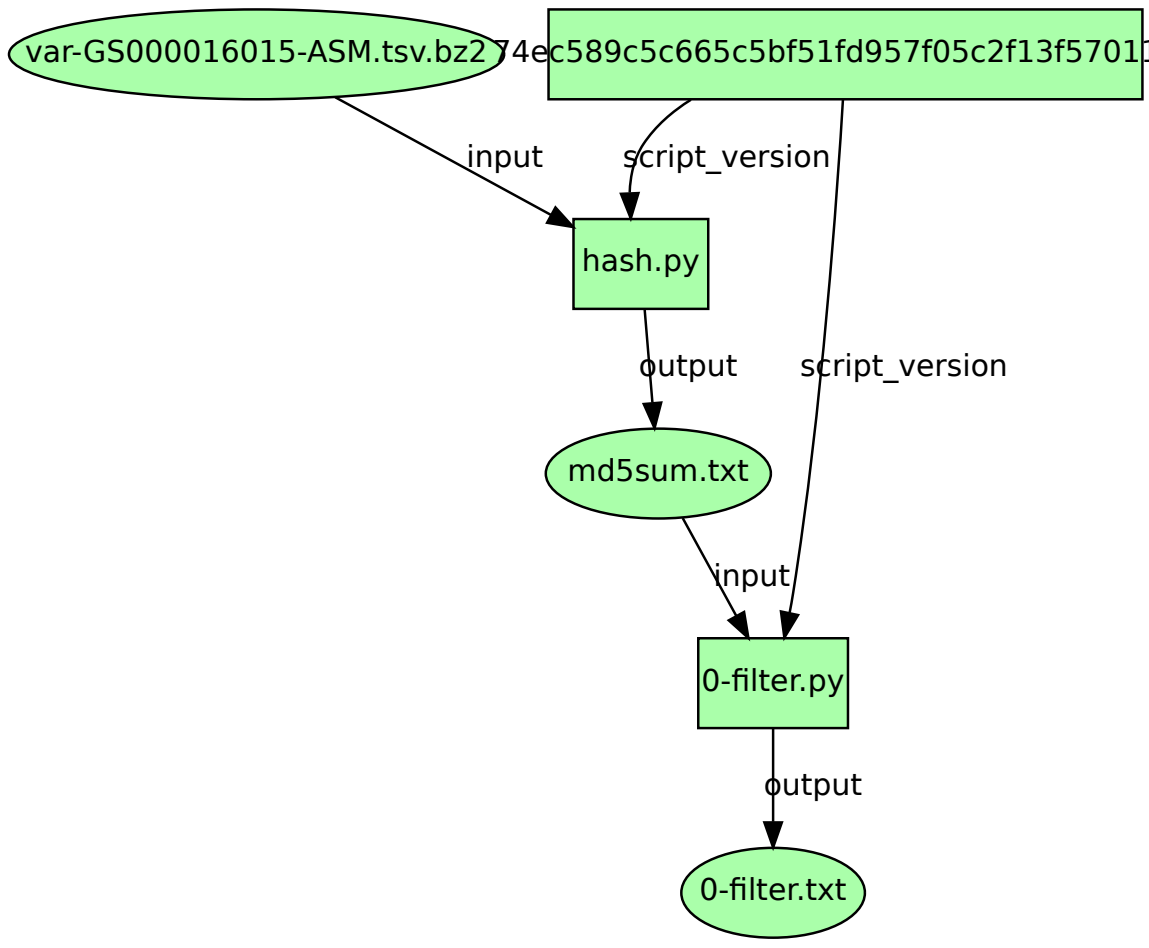 var-GS000016015-ASM.tsv.bz2
74ec589c5c665c5bf51fd957f05c2f13f57011
input
script_version
hash.py
output
script_version
md5sum.txt
input
0-filter.py
output
0-filter.txt